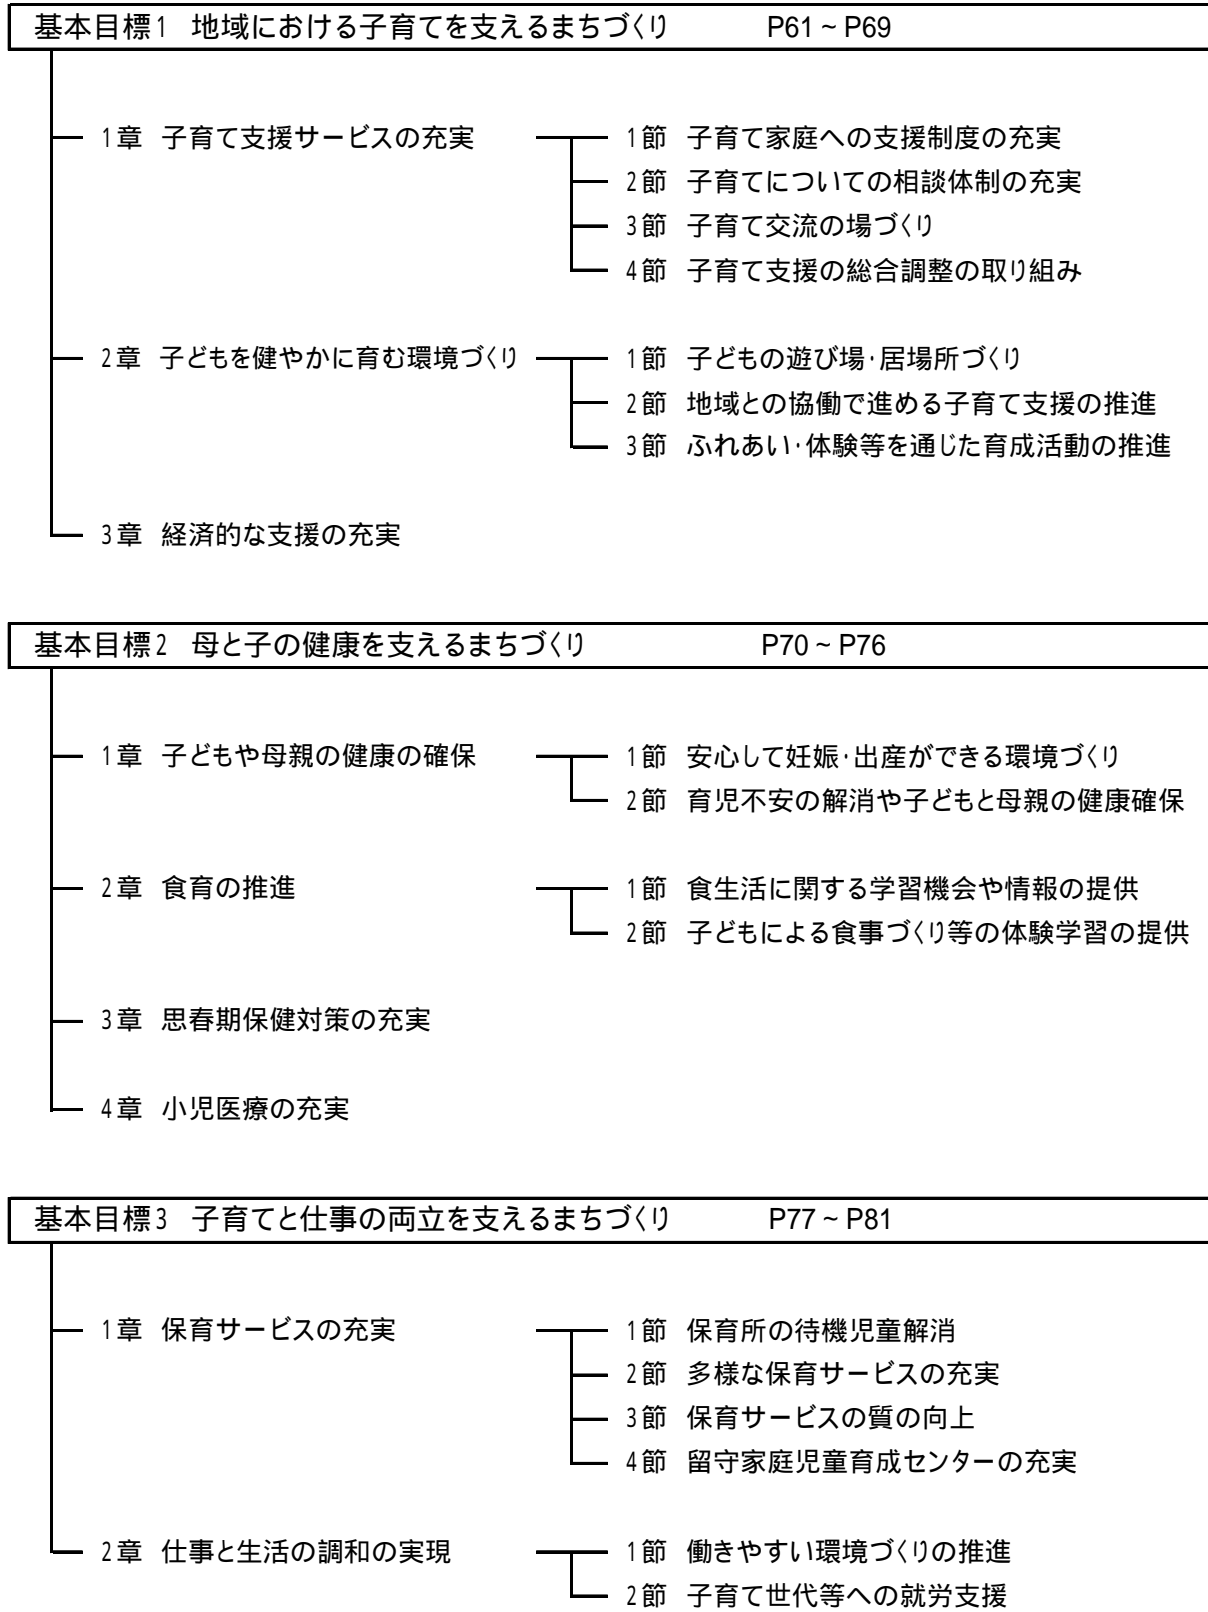 基本目標1 地域における子育てを支えるまちづくり P61~P69
1章 子育て支援サービスの充実 1節 子育て家庭への支援制度の充実
2節 子育てについての相談体制の充実
3節 子育て交流の場づくり
4節 子育て支援の総合調整の取り組み
2章 子どもを健やかに育む環境づくり 1節 子どもの遊び場・居場所づくり
2節 地域との協働で進める子育て支援の推進
3節 ふれあい・体験等を通じた育成活動の推進
3章 経済的な支援の充実
基本目標2 母と子の健康を支えるまちづくり P70~P76
1章 子どもや母親の健康の確保 1節 安心して妊娠・出産ができる環境づくり
2節 育児不安の解消や子どもと母親の健康確保
2章 食育の推進 1節 食生活に関する学習機会や情報の提供
2節 子どもによる食事づくり等の体験学習の提供
3章 思春期保健対策の充実
4章 小児医療の充実
基本目標3 子育てと仕事の両立を支えるまちづくり P77~P81
1章 保育サービスの充実 1節 保育所の待機児童解消
2節 多様な保育サービスの充実
3節 保育サービスの質の向上
4節 留守家庭児童育成センターの充実
2章 仕事と生活の調和の実現 1節 働きやすい環境づくりの推進
2節 子育て世代等への就労支援